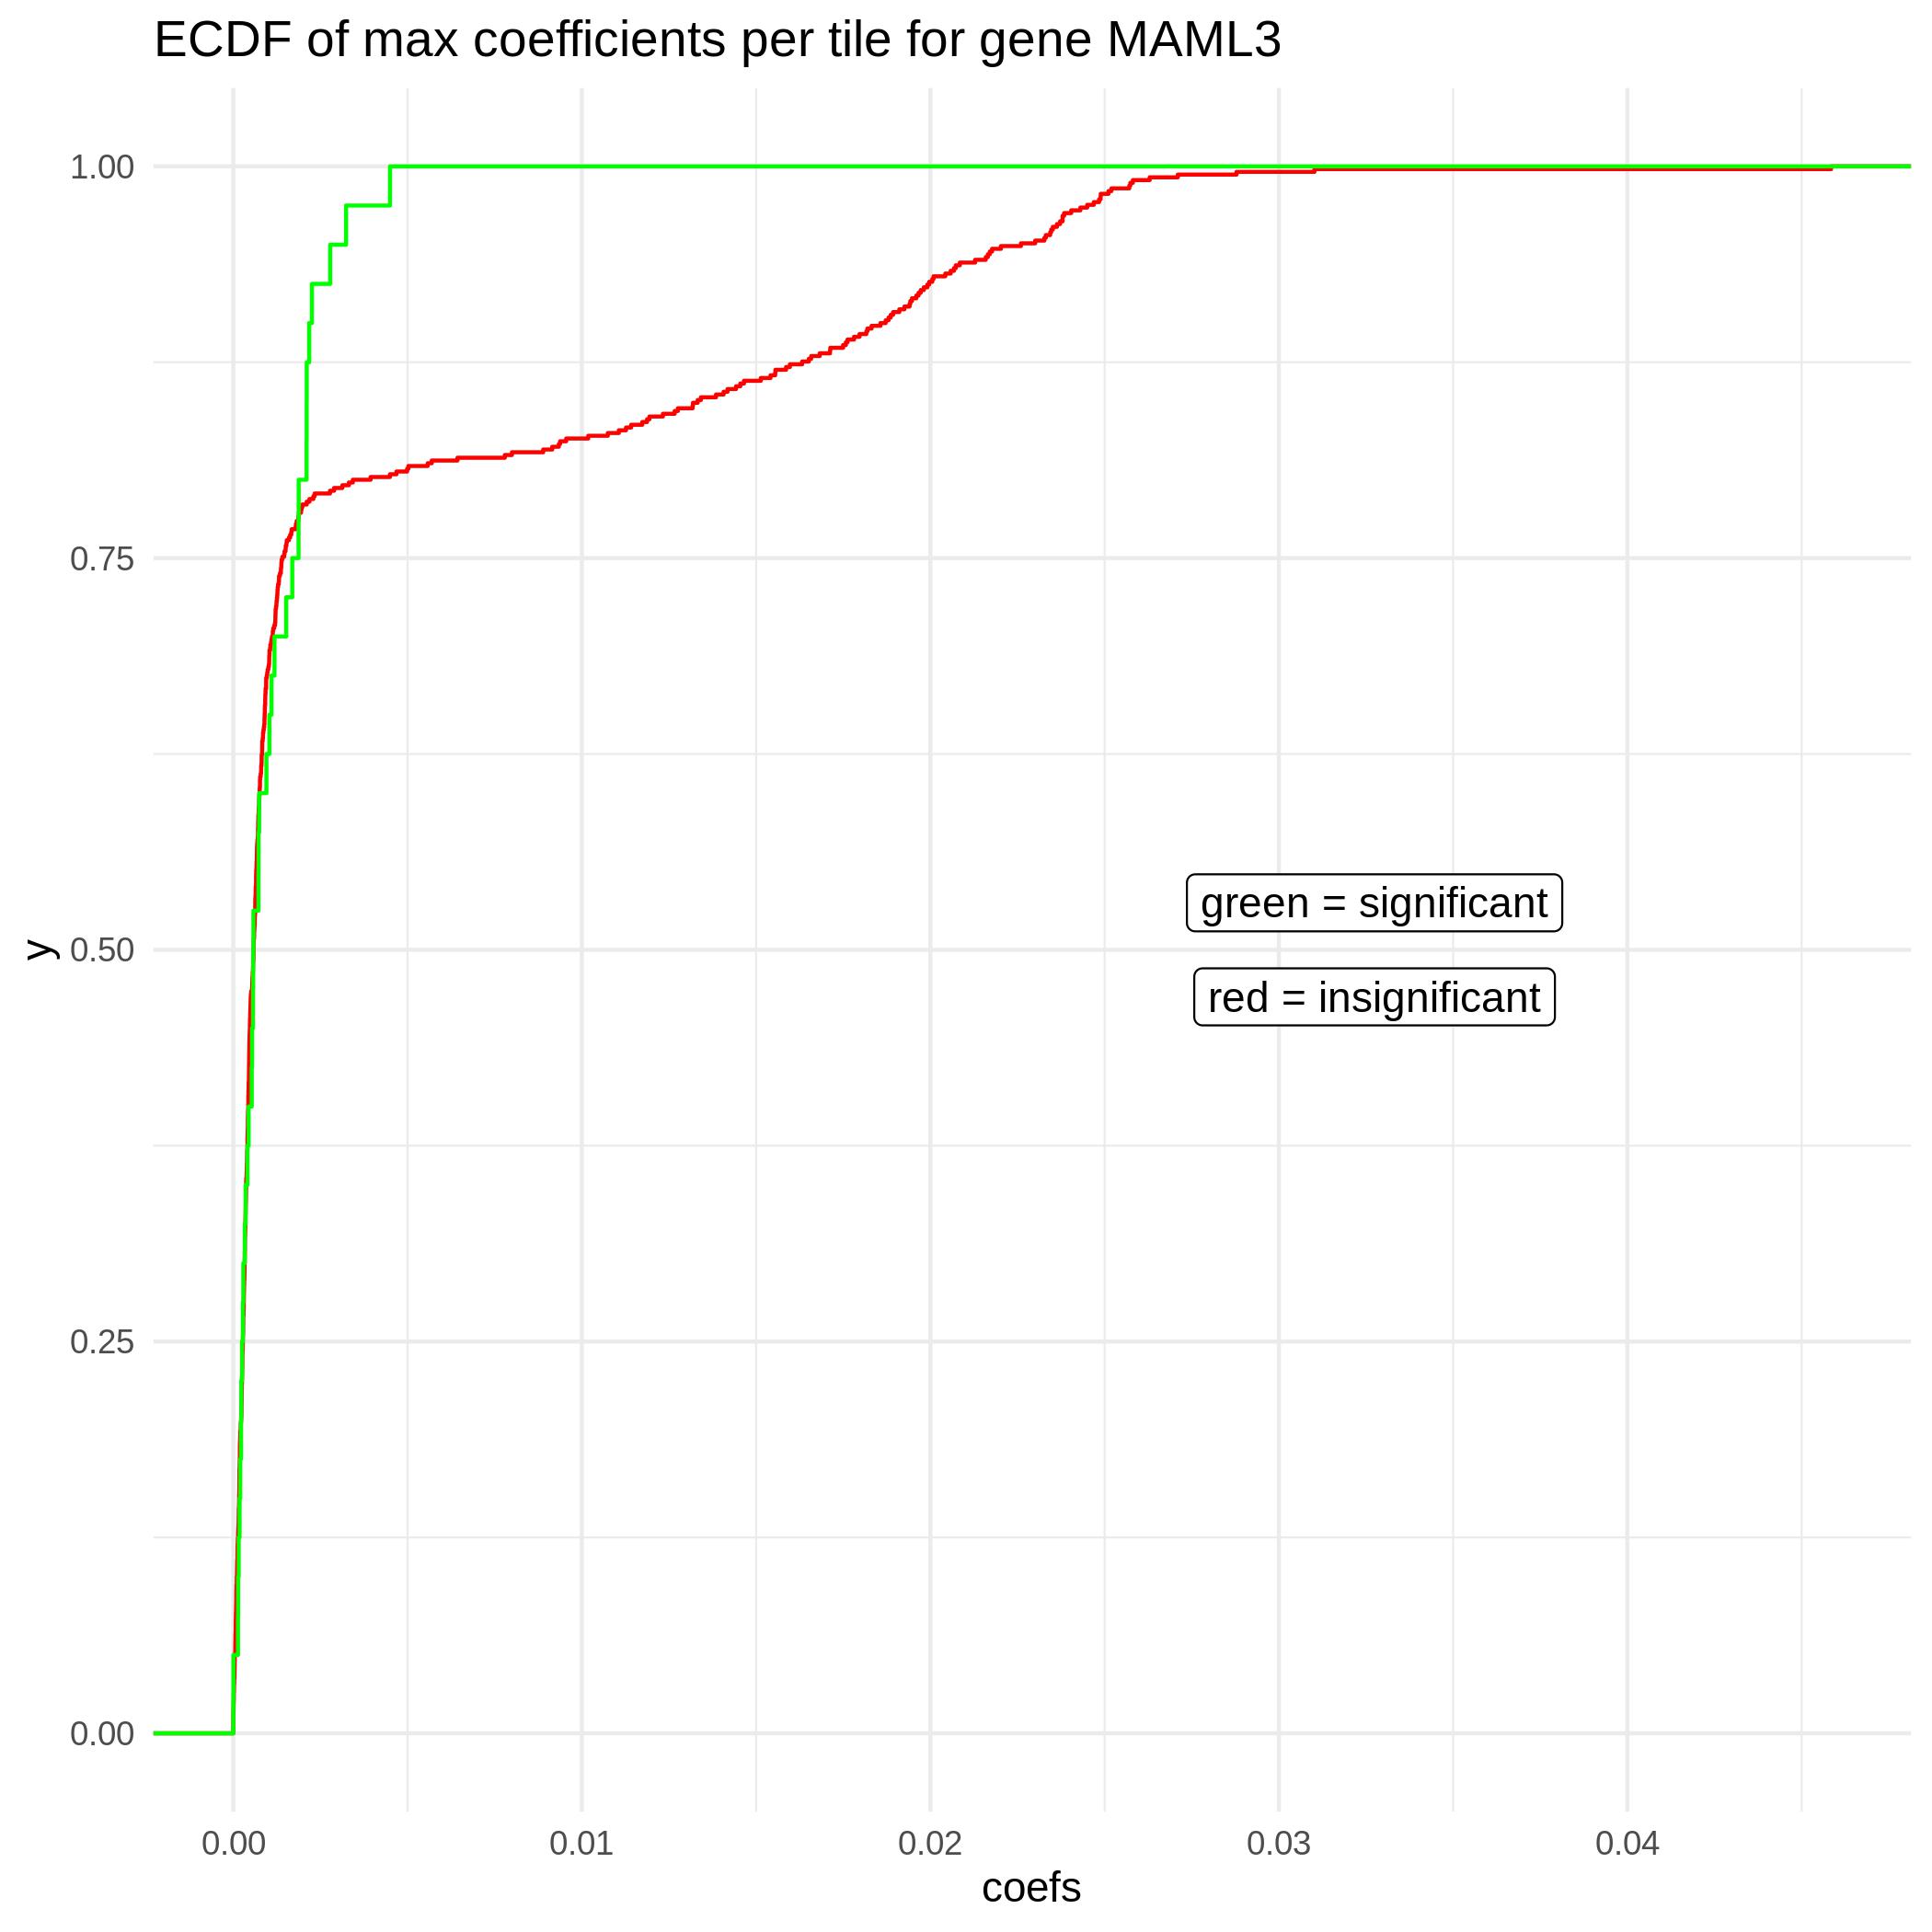 ECDF of max coefficients per tile for gene MAML3
1.00
0.75
0.50
0.25
0.00
y
green = significant
red = insignificant
0.00
0.01
0.02
0.03
0.04
coefs